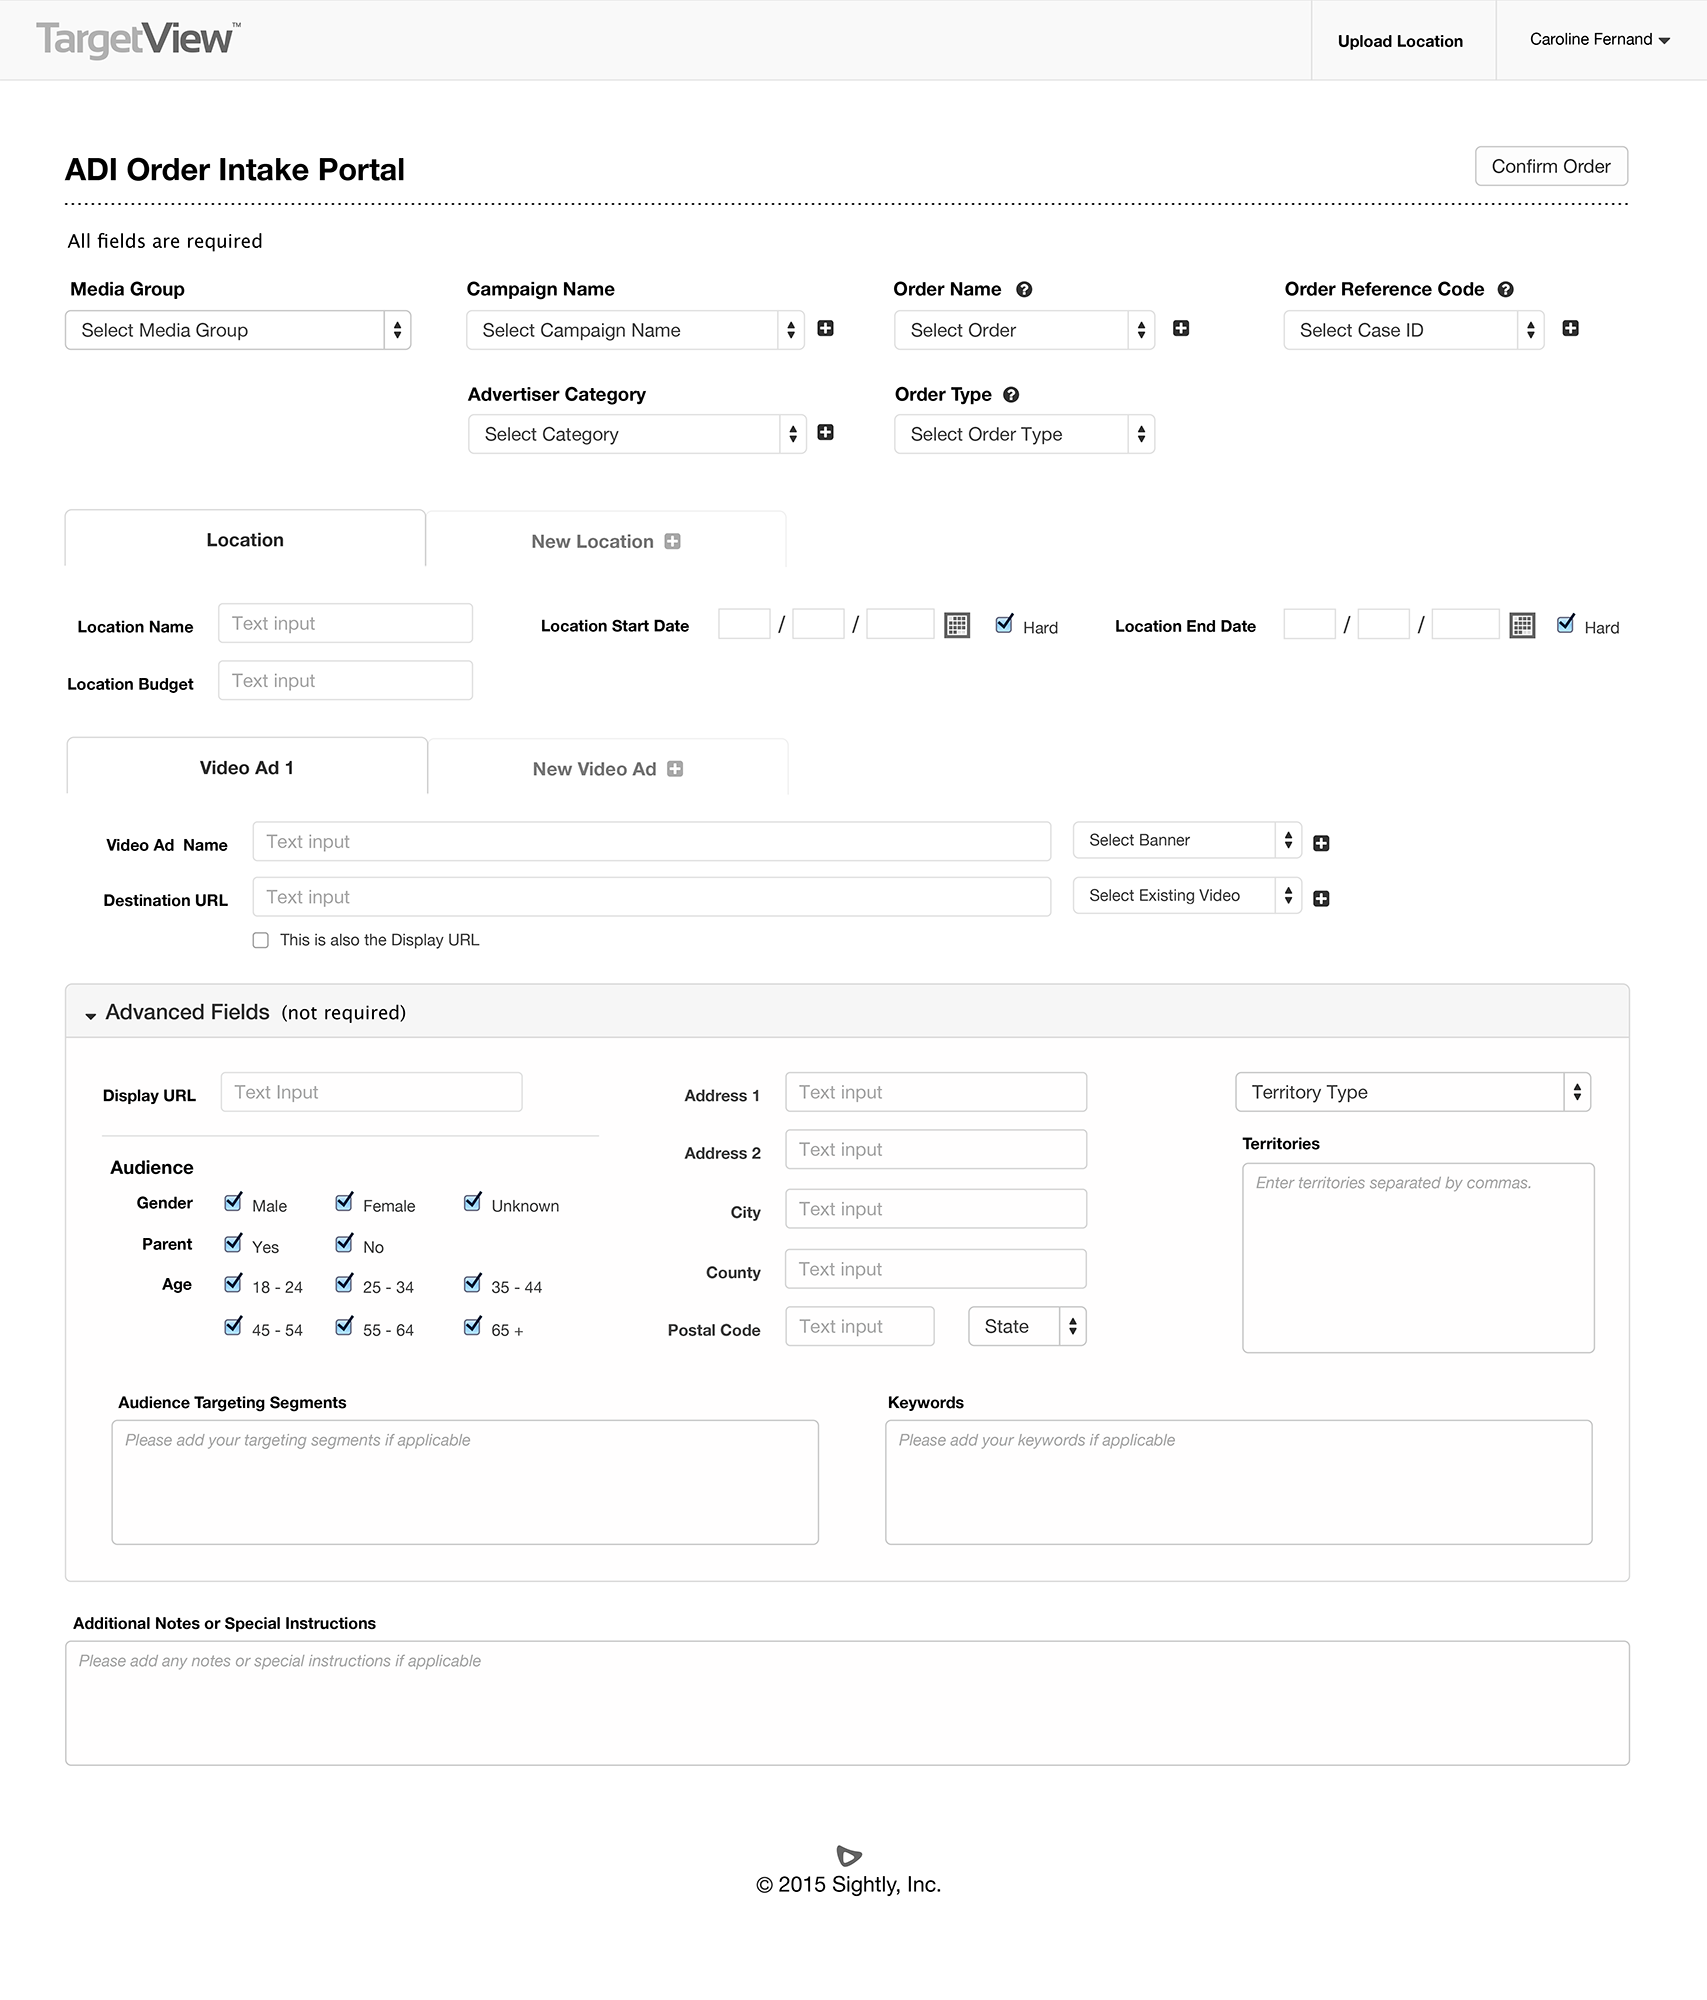 TargetView™
Upload Location
Caroline Fernand
ADI Order Intake Portal
Confirm Order
All fields are required
Media Group
Campaign Name
Order Name
Order Reference Code
Select Media Group
Select Campaign Name
Select Order
Select Case ID
Advertiser Category
Order Type
Select Category
Select Order Type
Location
New Location
Location Name
Text input
Location Start Date
/ /
Hard
Location End Date
/ /
Hard
Location Budget
Text input
Video Ad 1
New Video Ad
Video Ad Name
Text input
Select Banner
Destination URL
Text input
Select Existing Video
This is also the Display URL
Advanced Fields (not required)
Display URL
Text Input
Address 1
Text input
Territory Type
Address 2
Text input
Territories
Enter territories separated by commas.
Audience
Gender
Male
Female
Unknown
City
Text input
Parent
Yes
No
County
Text input
Age
18 - 24
25 - 34
35 - 44
45 - 54
55 - 64
65 +
Postal Code
Text input
State
Audience Targeting Segments
Please add your targeting segments if applicable
Keywords
Please add your keywords if applicable
Additional Notes or Special Instructions
Please add any notes or special instructions if applicable
© 2015 Sightly, Inc.